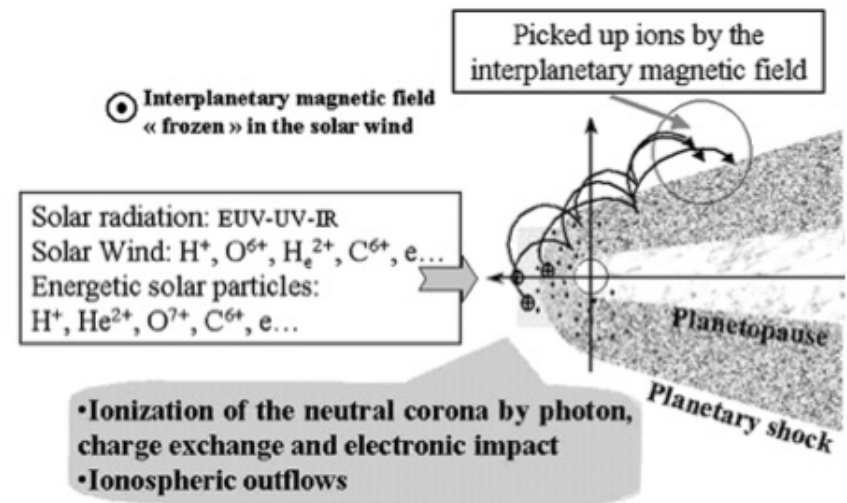 Picked up ions by the
interplanetary magnetic field
Interplanetary magnetic field
« frozen » in the solar wind
Solar radiation: EUV-UV-IR
Solar Wind: H⁺, O⁶⁺, Hₑ²⁺, C⁶⁺, e...
Energetic solar particles:
H⁺, He²⁺, O⁷⁺, C⁶⁺, e...
Planetopause
Planetary shock
•Ionization of the neutral corona by photon,
charge exchange and electronic impact
•Ionospheric outflows